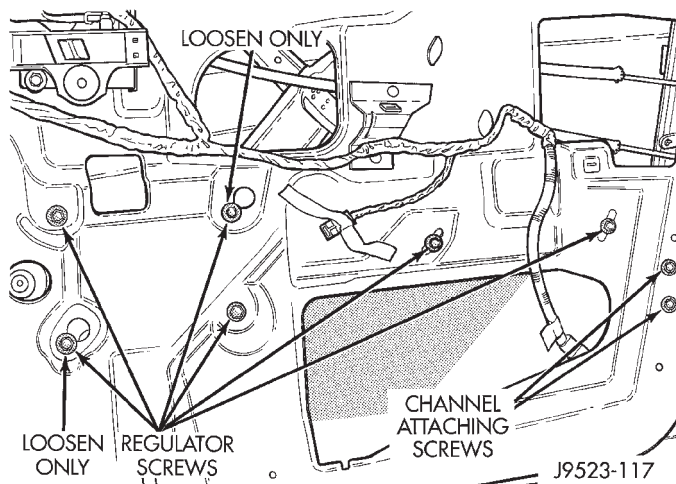 LOOSEN ONLY
LOOSEN
ONLY
REGULATOR
SCREWS
CHANNEL
ATTACHING
SCREWS
J9523-117